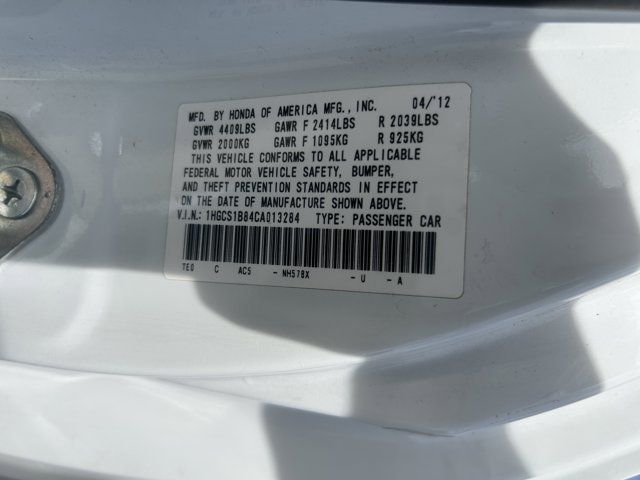 MFD. BY HONDA OF AMERICA MFG., INC. 04/'12
GVWR 4409LBS GAWR F 2414LBS R 2039LBS
GVWR 2000KG GAWR F 1095KG R 925KG
THIS VEHICLE CONFORMS TO ALL APPLICABLE
FEDERAL MOTOR VEHICLE SAFETY, BUMPER,
AND THEFT PREVENTION STANDARDS IN EFFECT
ON THE DATE OF MANUFACTURE SHOWN ABOVE.
V.I.N.: 1HGCS1B84CA013284 TYPE: PASSENGER CAR
TE0 C AC5 - NH578X - U - A